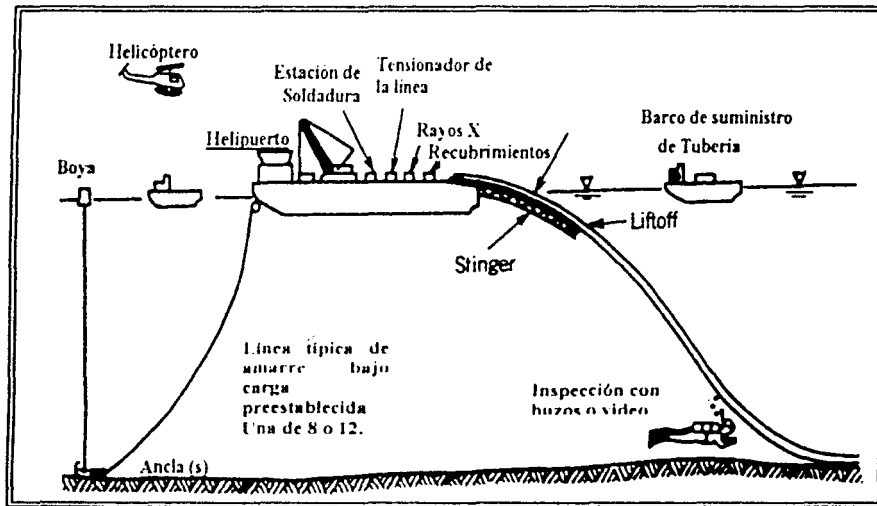 Helicóptero
Estación de
Soldadura
Tensionador de
la línea
Helipuerto
Rayos X
Recubrimientos
Barco de suministro
de Tubería
Boya
Liftoff
Stinger
Línea típica de
amarre bajo
carga
preestablecida
Una de 8 o 12.
Inspección con
buzos o video
Ancla (s)